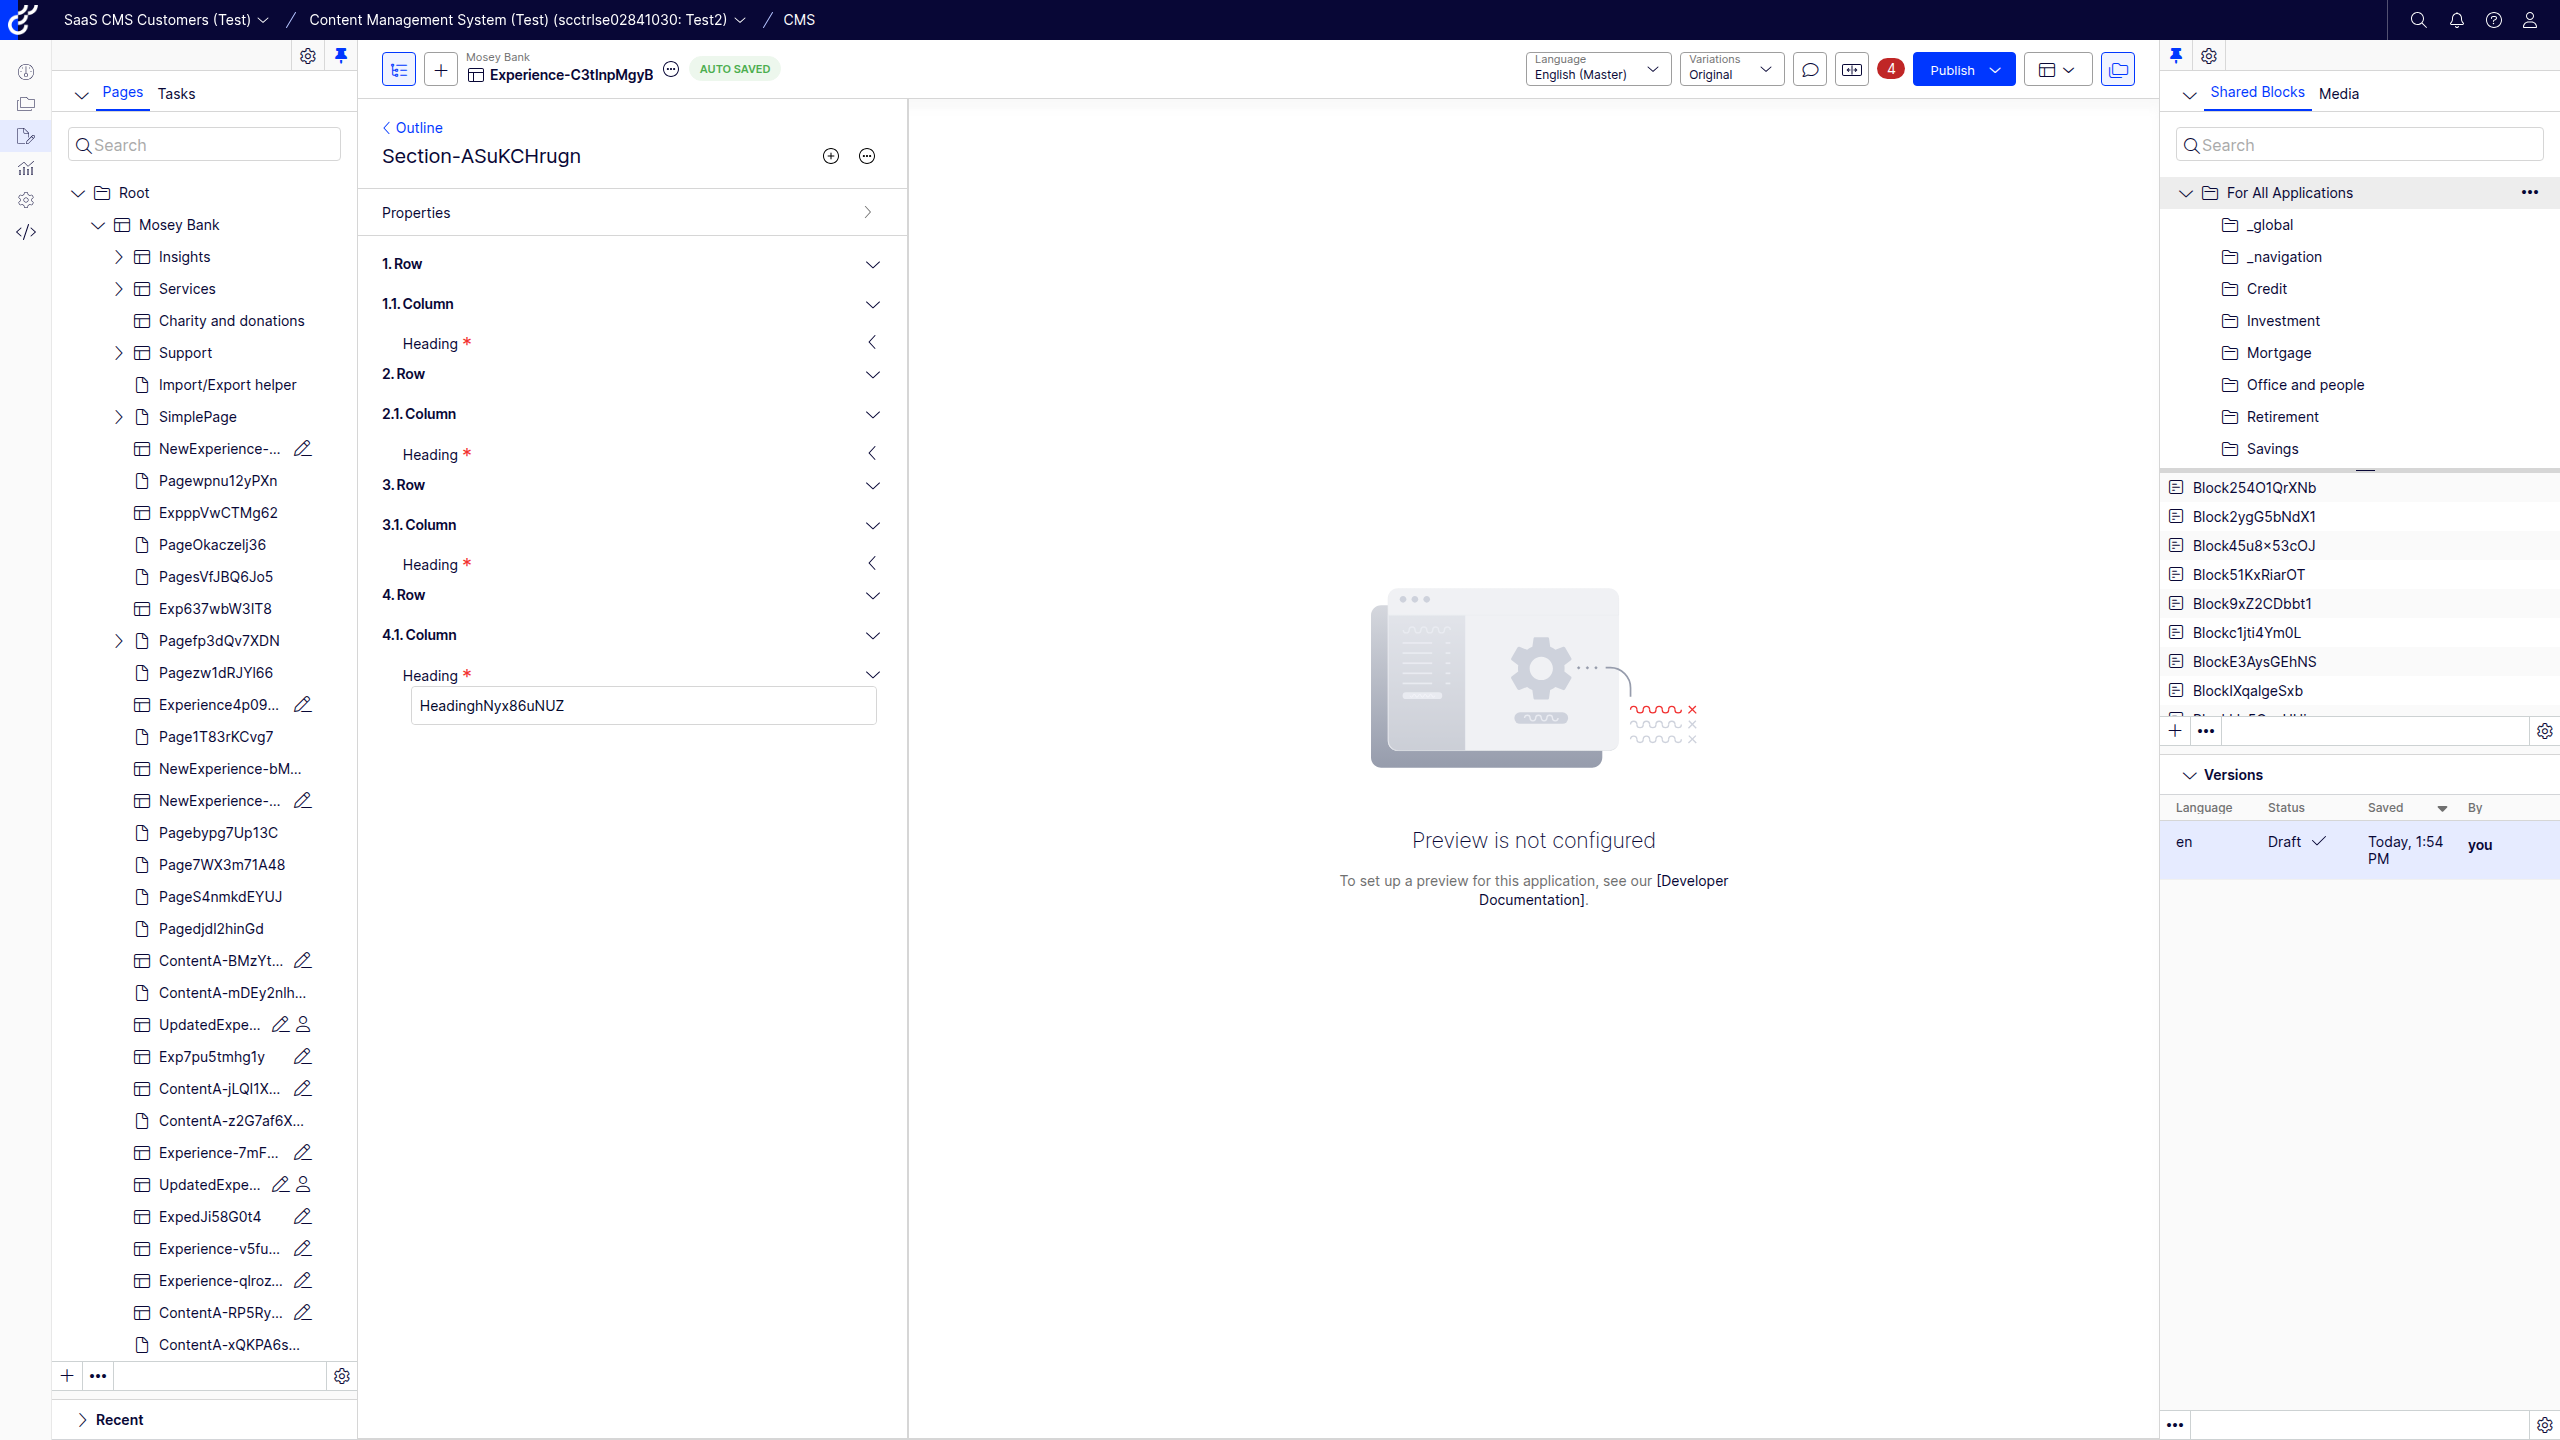 SaaS CMS Customers (Test) / Content Management System (Test) (scctrlse02841030: Test2) / CMS
Pages Tasks
Search
Root
Mosey Bank
Insights
Services
Charity and donations
Support
Import/Export helper
SimplePage
NewExperience-...
Pagewpnu12yPXn
ExpppVwCTMg62
PageOkaczelj36
PagesVfJBQ6Jo5
Exp637wbW3IT8
Pagefp3dQv7XDN
Pagezw1dRJYl66
Experience4p09...
Page1T83rKCvg7
NewExperience-bM...
NewExperience-...
Pagebypg7Up13C
Page7WX3m71A48
PageS4nmkdEYUJ
Pagedjdl2hinGd
ContentA-BMzYt...
ContentA-mDEy2nlh...
UpdatedExpe...
Exp7pu5tmhg1y
ContentA-jLQI1X...
ContentA-z2G7af6X...
Experience-7mF...
UpdatedExpe...
ExpedJi58G0t4
Experience-v5fu...
Experience-qlroz...
ContentA-RP5Ry...
ContentA-xQKPA6s...
Recent
Mosey Bank
Experience-C3tlnpMgyB
AUTO SAVED
Language
English (Master)
Variations
Original
4
Publish
Outline
Section-ASuKCHrugn
Properties
1. Row
1.1. Column
Heading *
2. Row
2.1. Column
Heading *
3. Row
3.1. Column
Heading *
4. Row
4.1. Column
Heading *
HeadinghNyx86uNUZ
Preview is not configured
To set up a preview for this application, see our [Developer
Documentation].
Shared Blocks Media
Search
For All Applications
_global
_navigation
Credit
Investment
Mortgage
Office and people
Retirement
Savings
Block254O1QrXNb
Block2ygG5bNdX1
Block45u8x53cOJ
Block51KxRiarOT
Block9xZ2CDbbt1
Blockc1jti4Ym0L
BlockE3AysGEhNS
BlockIXqalgeSxb
Versions
Language Status Saved By
en Draft Today, 1:54 you
PM